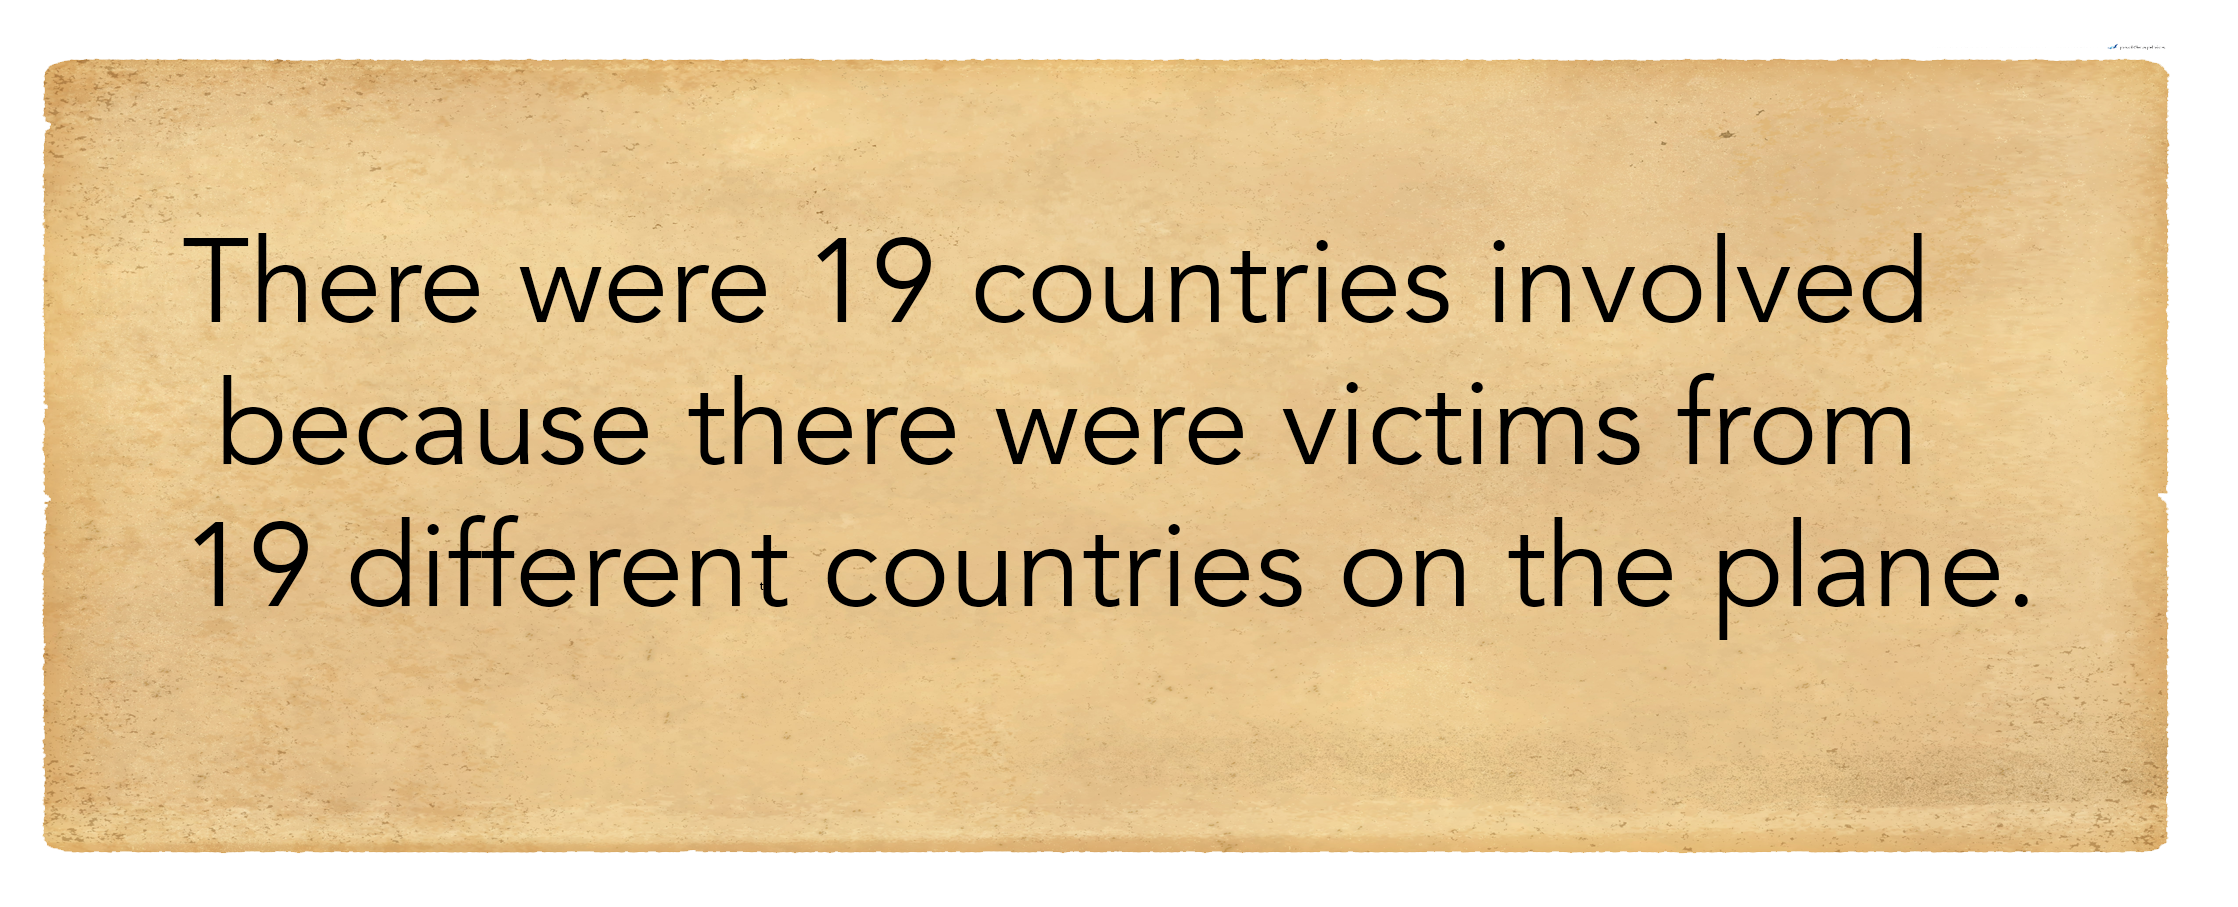 There were 19 countries involved
because there were victims from
19 different countries on the plane.